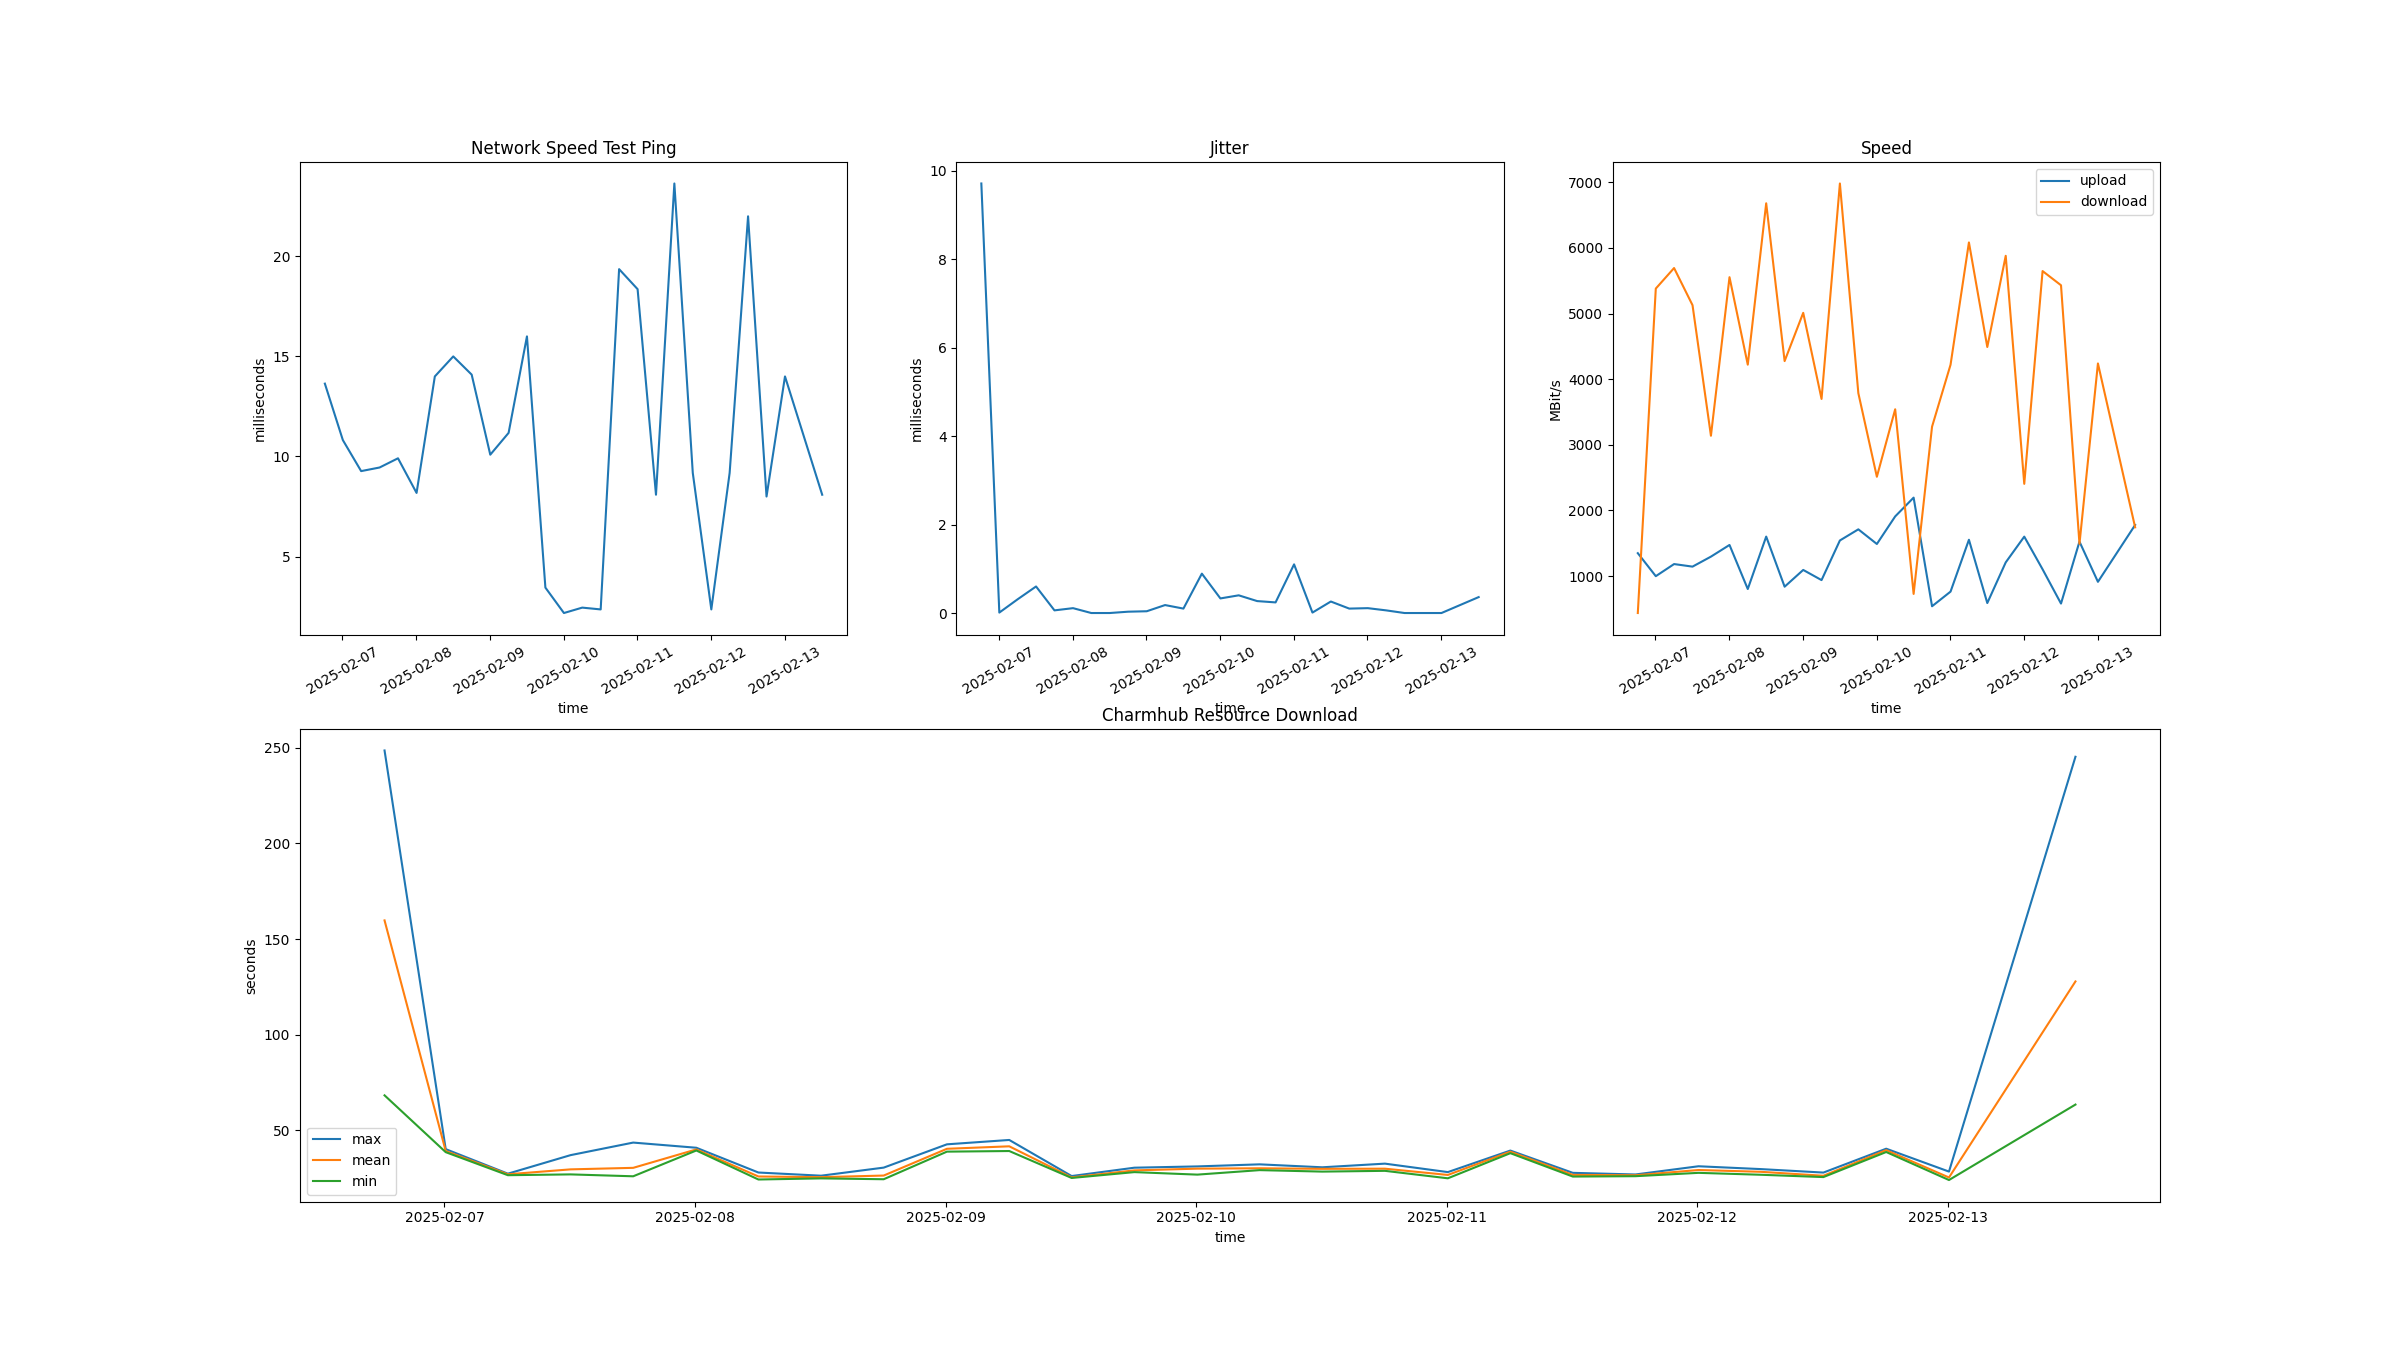 Network Speed Test Ping
milliseconds
20
15
10
5
2025-02-07
2025-02-08
2025-02-09
2025-02-10
2025-02-11
2025-02-12
2025-02-13
time
Jitter
milliseconds
10
8
6
4
2
0
2025-02-07
2025-02-08
2025-02-09
2025-02-10
2025-02-11
2025-02-12
2025-02-13
time
Speed
MBit/s
7000
6000
5000
4000
3000
2000
1000
upload
download
2025-02-07
2025-02-08
2025-02-09
2025-02-10
2025-02-11
2025-02-12
2025-02-13
time
Charmhub Resource Download
seconds
250
200
150
100
50
max
mean
min
2025-02-07
2025-02-08
2025-02-09
2025-02-10
2025-02-11
2025-02-12
2025-02-13
time